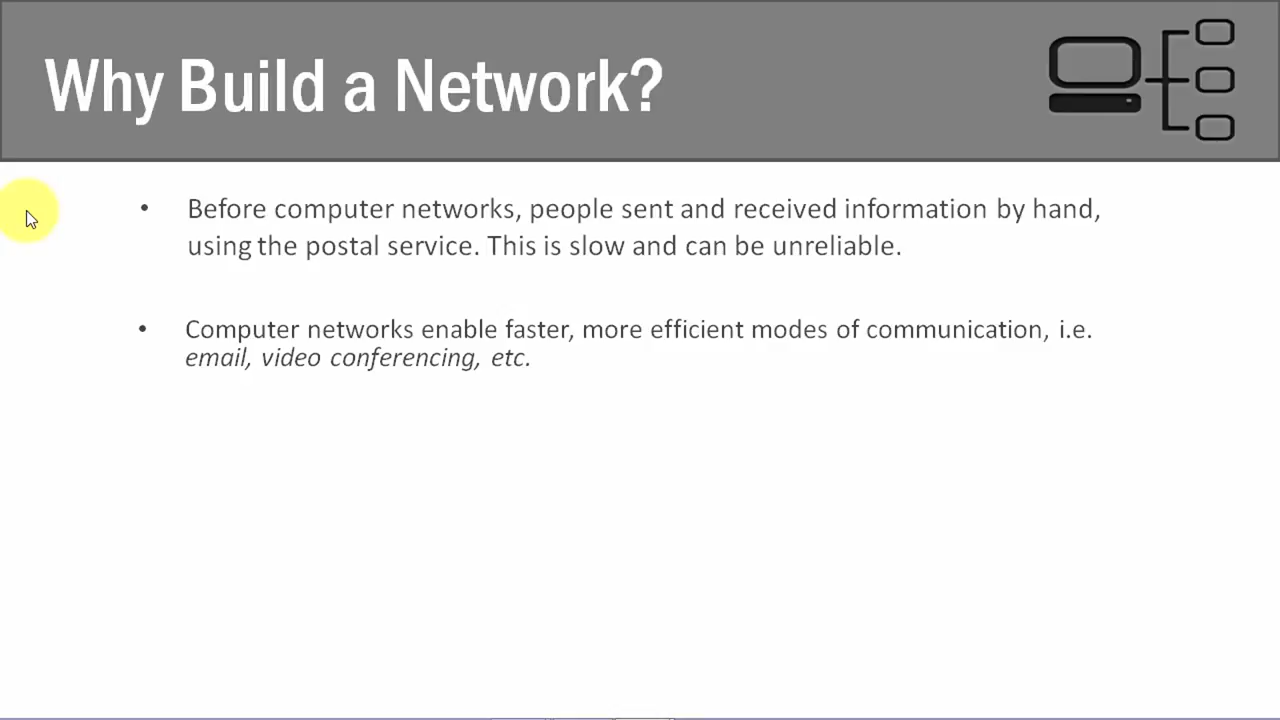 Why Build a Network?
• Before computer networks, people sent and received information by hand,
using the postal service. This is slow and can be unreliable.
• Computer networks enable faster, more efficient modes of communication, i.e.
email, video conferencing, etc.